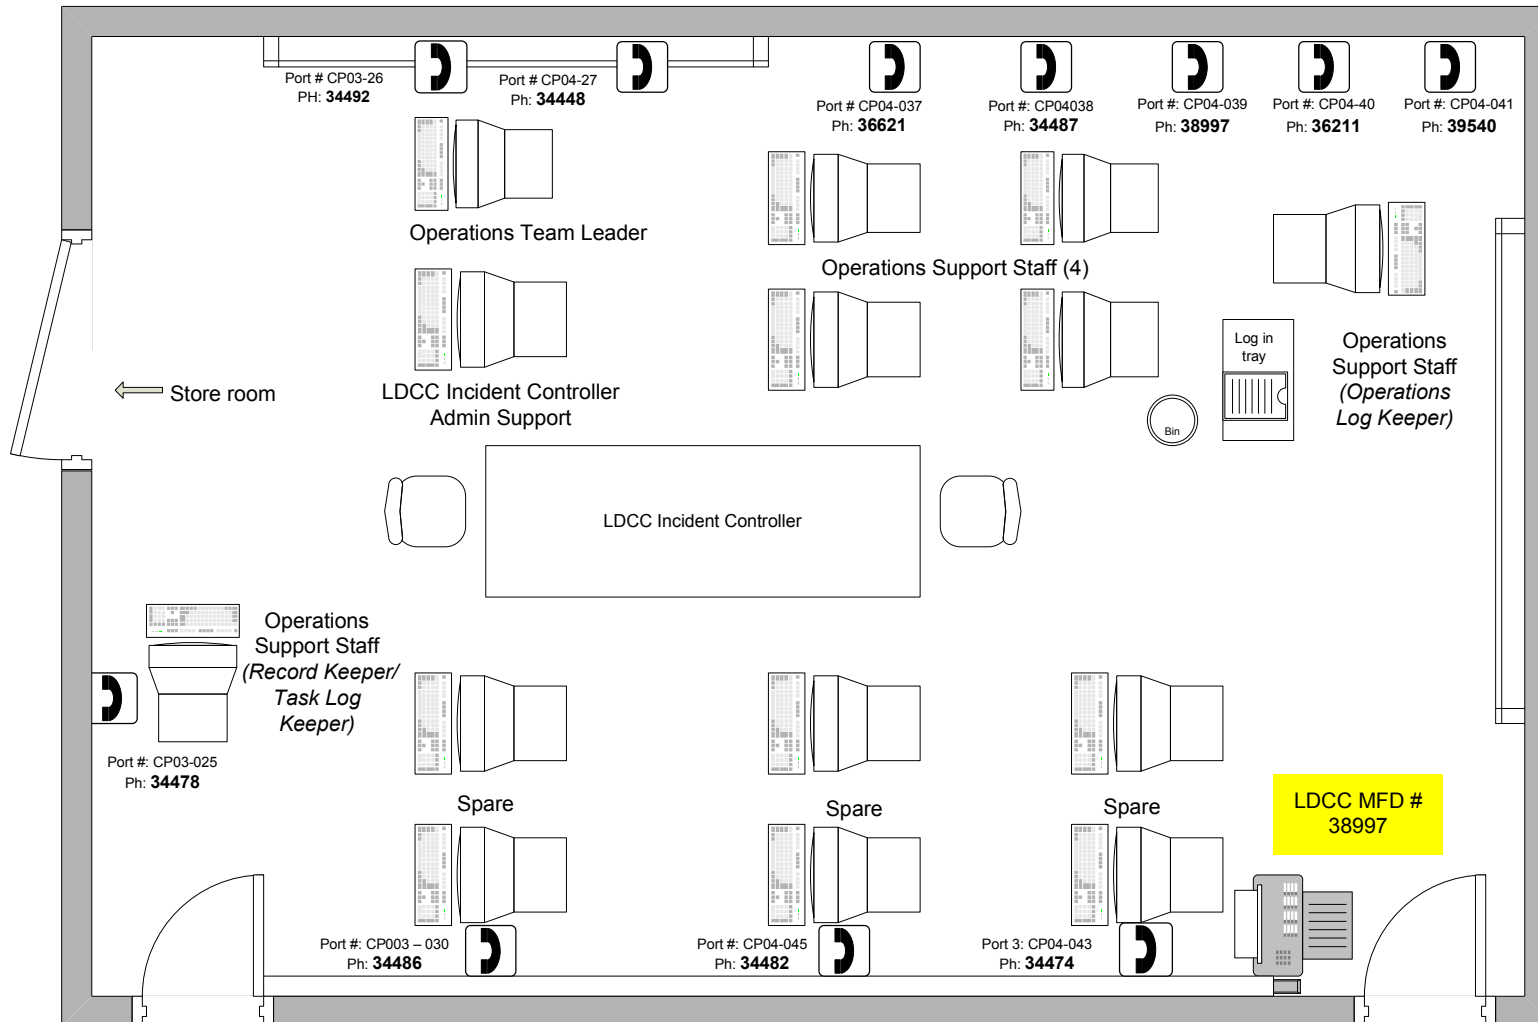 Port # CP03-26
PH: 34492
Port # CP04-27
Ph: 34448
Port # CP04-037
Ph: 36621
Port #: CP04038
Ph: 34487
Port #: CP04-039
Ph: 38997
Port #: CP04-40
Ph: 36211
Port #: CP04-041
Ph: 39540
Operations Team Leader
Operations Support Staff (4)
Log in
tray
Operations
Support Staff
(Operations
Log Keeper)
Store room
LDCC Incident Controller
Admin Support
Bin
LDCC Incident Controller
Operations
Support Staff
(Record Keeper/
Task Log
Keeper)
Port #: CP03-025
Ph: 34478
Spare
Spare
Spare
LDCC MFD #
38997
Port #: CP003 – 030
Ph: 34486
Port #: CP04-045
Ph: 34482
Port 3: CP04-043
Ph: 34474